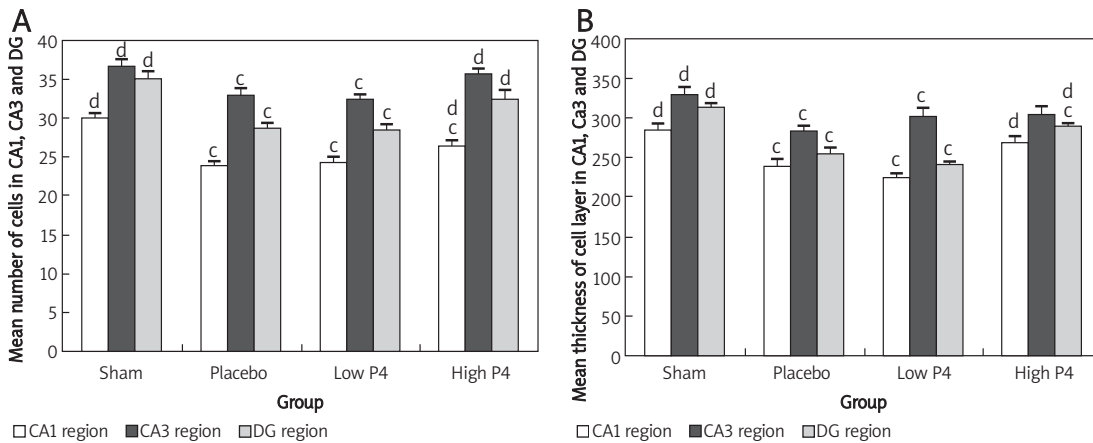 A
Mean number of cells in CA1, CA3 and DG
40
35
30
25
20
15
10
5
0
d
d
d
c
c
c
c
c
c
d
c
d
c
Sham
Placebo
Low P4
High P4
Group
CA1 region
CA3 region
DG region
B
Mean thickness of cell layer in CA1, Ca3 and DG
400
350
300
250
200
150
100
50
0
d
d
d
c
c
c
c
c
c
d
d
c
Sham
Placebo
Low P4
High P4
Group
CA1 region
CA3 region
DG region